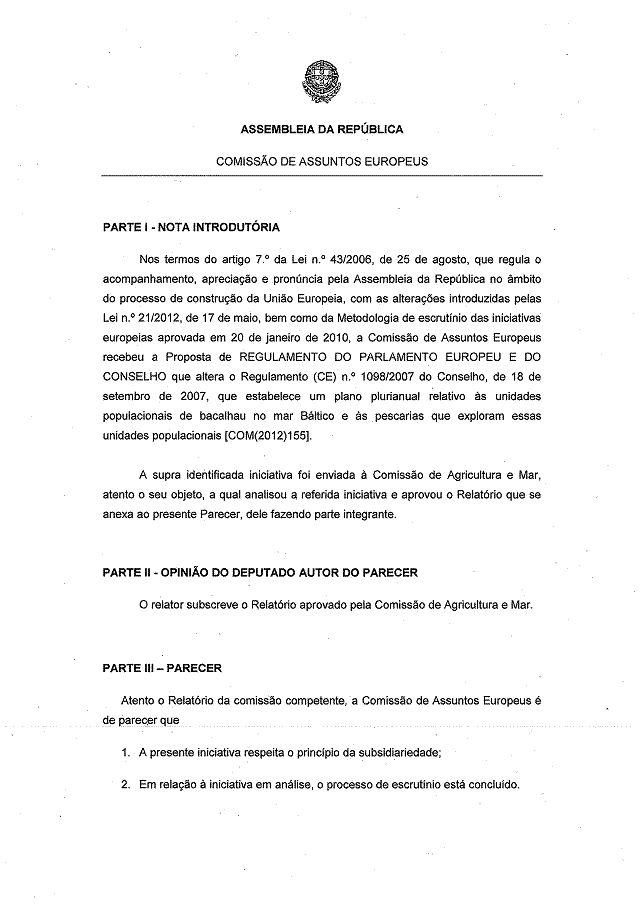 ASSEMBLEIA DA REPÚBLICA
COMISSÃO DE ASSUNTOS EUROPEUS
PARTE I - NOTA INTRODUTÓRIA
Nos termos do artigo 7.º da Lei n.º 43/2006, de 25 de agosto, que regula o
acompanhamento, apreciação e pronúncia pela Assembleia da República no âmbito
do processo de construção da União Europeia, com as alterações introduzidas pelas
Lei n.º 21/2012, de 17 de maio, bem como da Metodologia de escrutínio das iniciativas
europeias aprovada em 20 de janeiro de 2010, a Comissão de Assuntos Europeus
recebeu a Proposta de REGULAMENTO DO PARLAMENTO EUROPEU E DO
CONSELHO que altera o Regulamento (CE) n.º 1098/2007 do Conselho, de 18 de
setembro de 2007, que estabelece um plano plurianual relativo às unidades
populacionais de bacalhau no mar Báltico e às pescarias que exploram essas
unidades populacionais [COM(2012)155].
A supra identificada iniciativa foi enviada à Comissão de Agricultura e Mar,
atento o seu objeto, a qual analisou a referida iniciativa e aprovou o Relatório que se
anexa ao presente Parecer, dele fazendo parte integrante.
PARTE II - OPINIÃO DO DEPUTADO AUTOR DO PARECER
O relator subscreve o Relatório aprovado pela Comissão de Agricultura e Mar.
PARTE III – PARECER
Atento o Relatório da comissão competente, a Comissão de Assuntos Europeus é
de parecer que
1. A presente iniciativa respeita o princípio da subsidiariedade;
2. Em relação à iniciativa em análise, o processo de escrutínio está concluído.